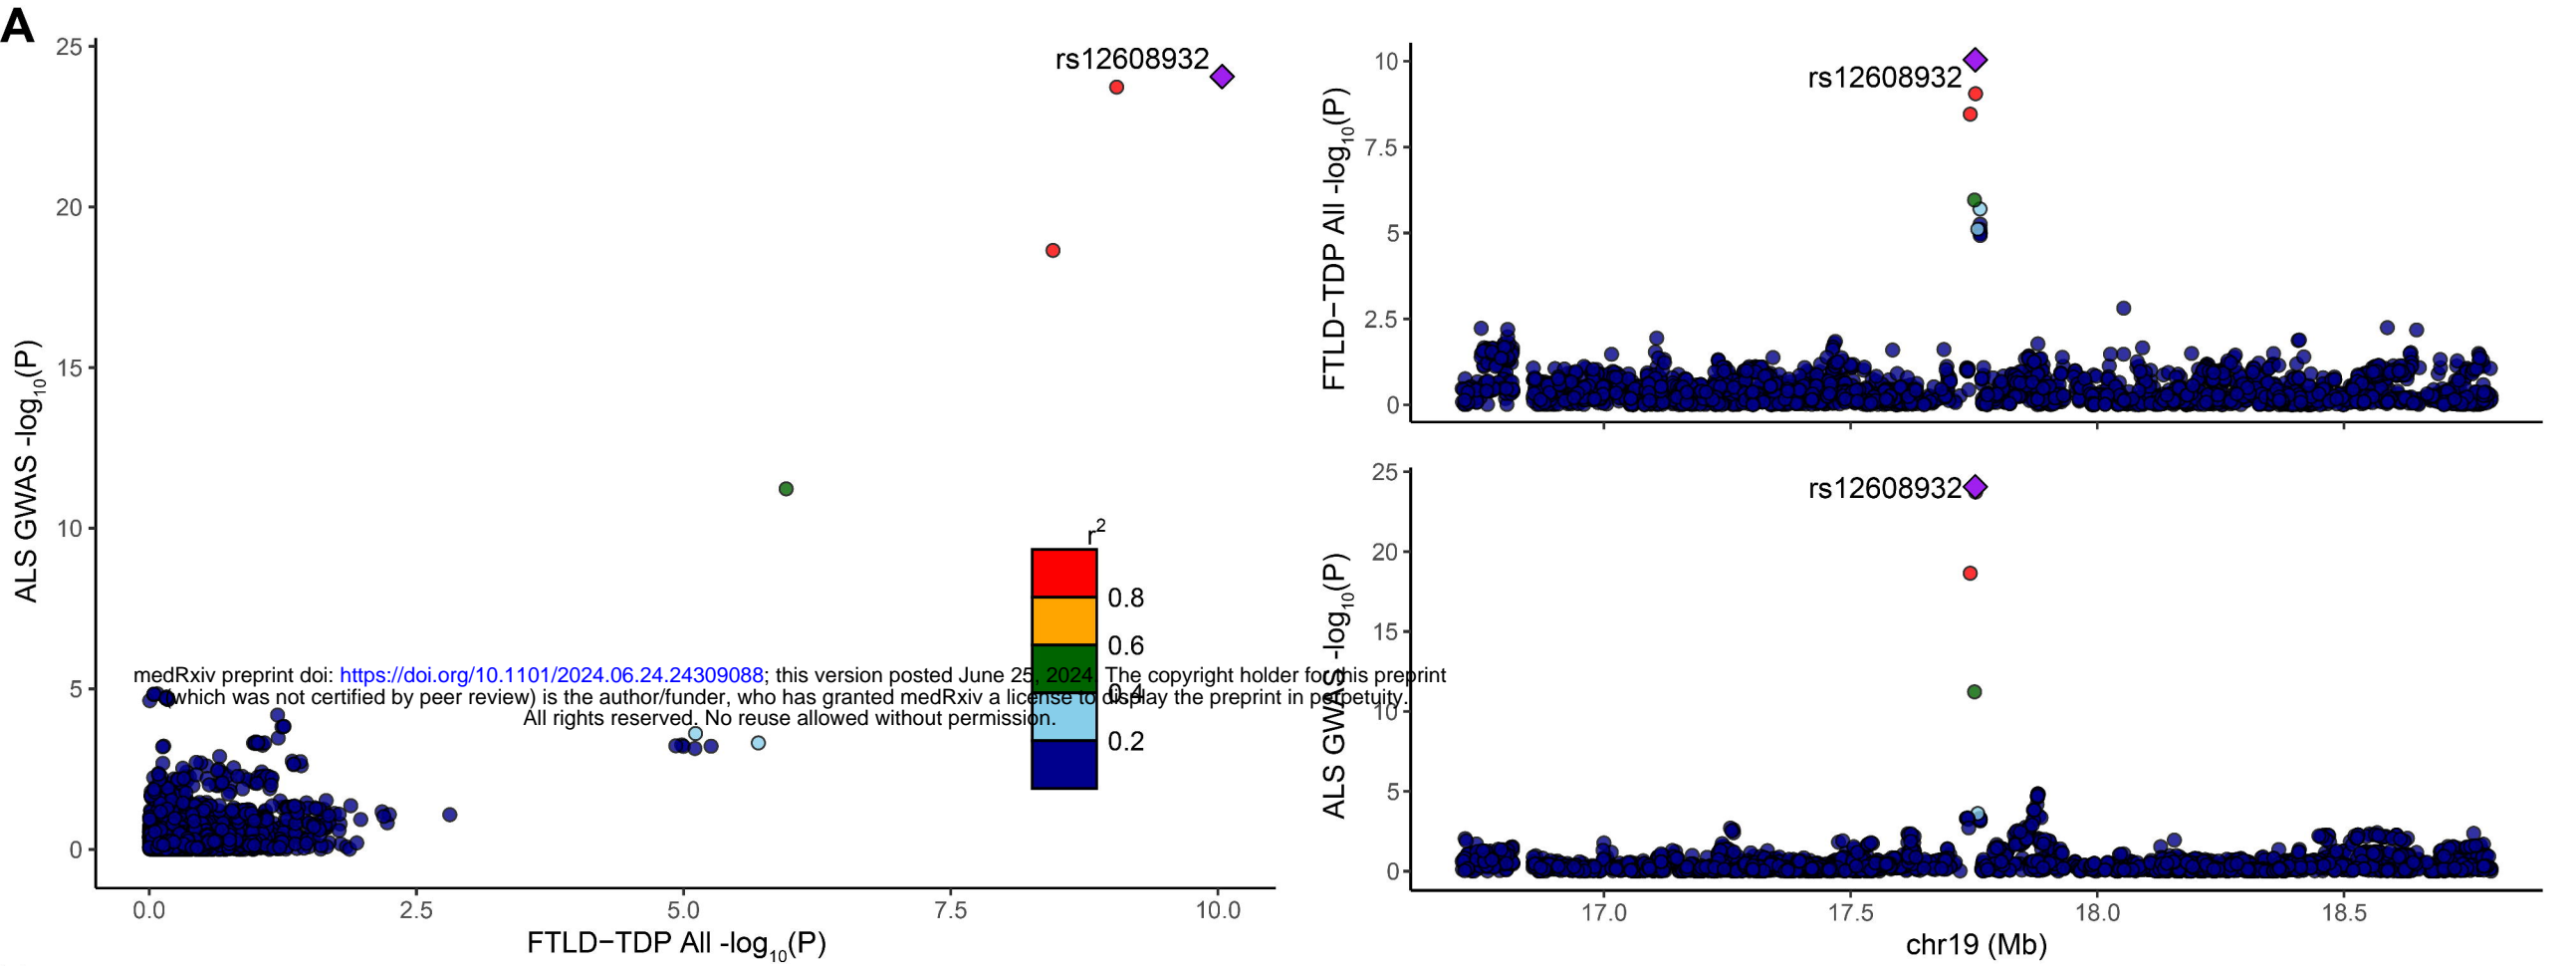 A
25
20
15
10
5
0
ALS GWAS -log10(P)
0.0 2.5 5.0 7.5 10.0
FTLD−TDP All -log10(P)
rs12608932
r2
0.8
0.6
0.4
0.2
medRxiv preprint doi: https://doi.org/10.1101/2024.06.24.24309088; this version posted June 25, 2024. The copyright holder for this preprint
(which was not certified by peer review) is the author/funder, who has granted medRxiv a license to display the preprint in perpetuity.
All rights reserved. No reuse allowed without permission.
10
7.5
5
2.5
0
FTLD−TDP All -log10(P)
rs12608932
25
20
15
10
5
0
ALS GWAS -log10(P)
rs12608932
17.0 17.5 18.0 18.5
chr19 (Mb)